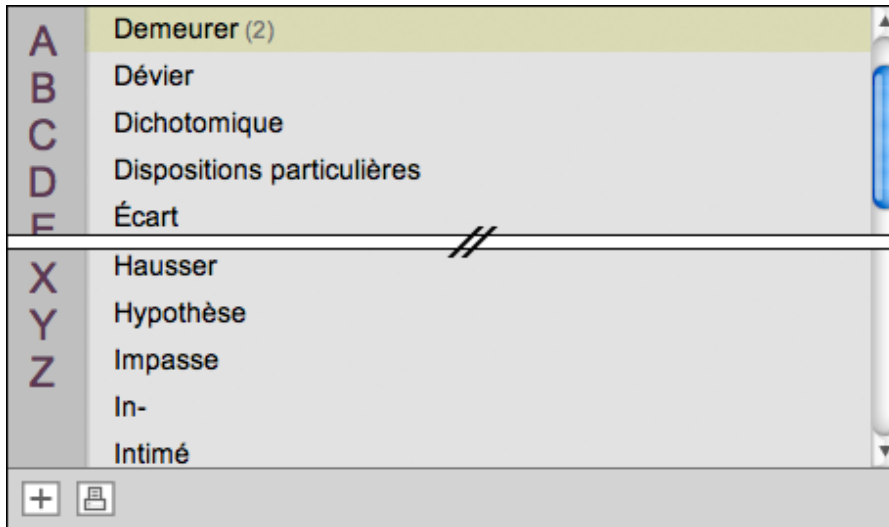 A
B
C
D
E
Demeurer (2)
Dévier
Dichotomique
Dispositions particulières
Écart
X
Y
Z
Hausser
Hypothèse
Impasse
In-
Intimé